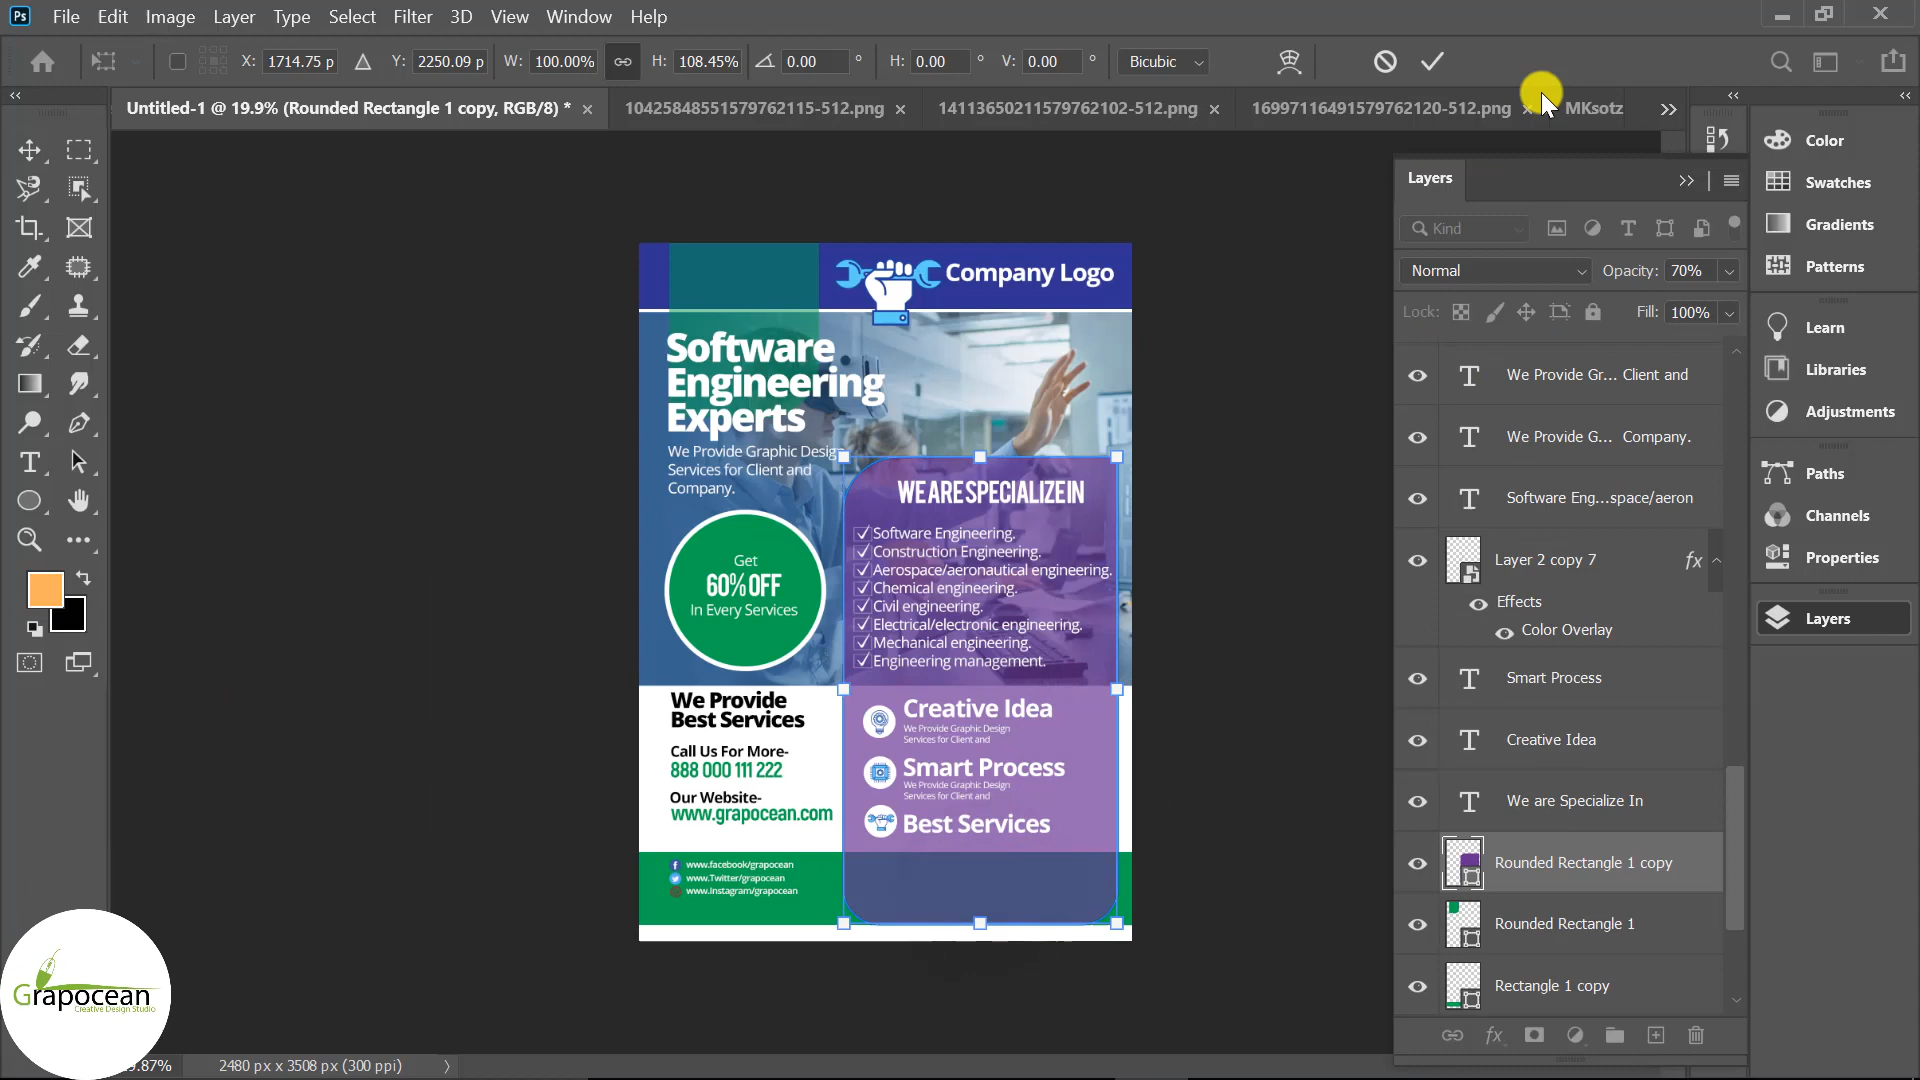 Ps File Edit Image Layer Type Select Filter 3D View Window Help
X: 1714.75 p Y: 2250.09 p W: 100.00% H: 108.45% 0.00 ° H: 0.00 ° V: 0.00 ° Bicubic
Untitled-1 @ 19.9% (Rounded Rectangle 1 copy, RGB/8) * × 10425848551579762115-512.png × 14113650211579762102-512.png × 16997116491579762120-512.png × MKsotz
Layers
Kind
Normal Opacity: 70%
Lock: Fill: 100%
We Provide Gr... Client and
We Provide G... Company.
Software Eng...space/aeron
Layer 2 copy 7 fx
Effects
Color Overlay
Smart Process
Creative Idea
We are Specialize In
Rounded Rectangle 1 copy
Rounded Rectangle 1
Rectangle 1 copy
Color
Swatches
Gradients
Patterns
Learn
Libraries
Adjustments
Paths
Channels
Properties
Layers
Company Logo
Software
Engineering
Experts
We Provide Graphic Desig
Services for Client and
Company.
Get
60% OFF
In Every Services
WE ARE SPECIALIZE IN
Software Engineering.
Construction Engineering.
Aerospace/aeronautical engineering.
Chemical engineering.
Civil engineering.
Electrical/electronic engineering.
Mechanical engineering.
Engineering management.
We Provide
Best Services
Call Us For More-
888 000 111 222
Our Website-
www.grapocean.com
Creative Idea
We Provide Graphic Design
Services for Client and
Smart Process
We Provide Graphic Design
Services for Client and
Best Services
www.facebook/grapocean
www.Twitter/grapocean
www.Instagram/grapocean
Grapocean
Creative Design Studio
9.87% 2480 px x 3508 px (300 ppi)